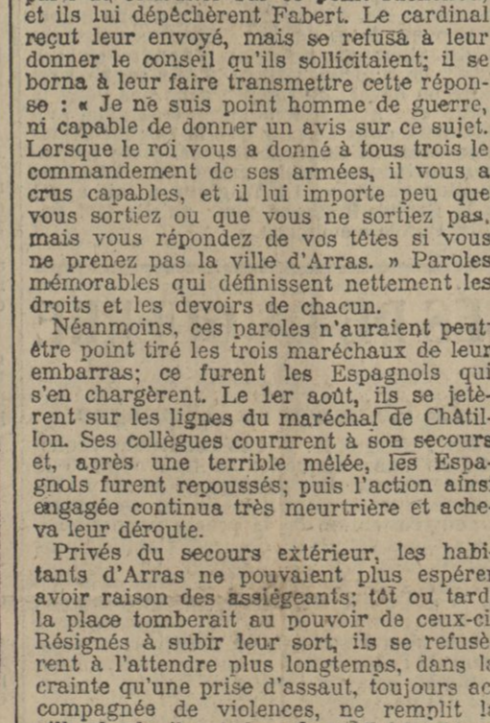 et ils lui dépêchèrent Fabert. Le cardinal
reçut leur envoyé, mais se refusa à leur
donner le conseil qu'ils sollicitaient; il se
borna à leur faire transmettre cette répon-
se : « Je ne suis point homme de guerre,
ni capable de donner un avis sur ce sujet.
Lorsque le roi vous a donné à tous trois le
commandement de ses armées, il vous a
crus capables, et il lui importe peu que
vous sortiez ou que vous ne sortiez pas,
mais vous répondez de vos têtes si vous
ne prenez pas la ville d'Arras. » Paroles
mémorables qui définissent nettement les
droits et les devoirs de chacun.
Néanmoins, ces paroles n'auraient peut-
être point tiré les trois maréchaux de leur
embarras; ce furent les Espagnols qui
s'en chargèrent. Le 1er août, ils se jetè-
rent sur les lignes du maréchal de Châtil-
lon. Ses collègues coururent à son secours
et, après une terrible mêlée, les Espa-
gnols furent repoussés; puis l'action ainsi
engagée continua très meurtrière et ache-
va leur déroute.
Privés du secours extérieur, les habi-
tants d'Arras ne pouvaient plus espérer
avoir raison des assiégeants; tôt ou tard
la place tomberait au pouvoir de ceux-ci
Résignés à subir leur sort, ils se refusè-
rent à l'attendre plus longtemps, dans la
crainte qu'une prise d'assaut, toujours ac
compagnée de violences, ne remplit la